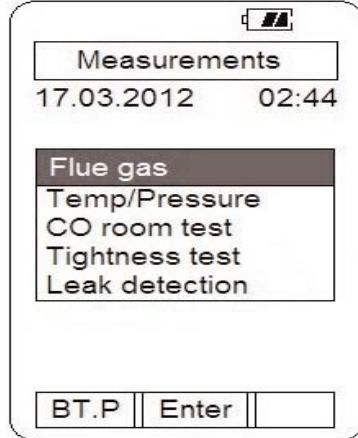 Measurements
17.03.2012 02:44
Flue gas
Temp/Pressure
CO room test
Tightness test
Leak detection
BT.P Enter